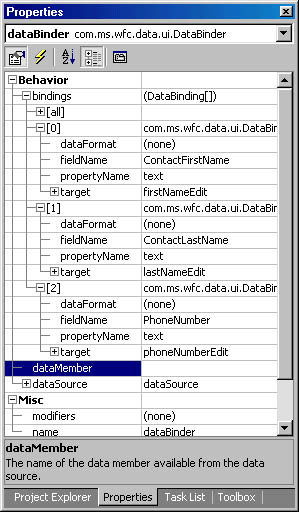 Properties
dataBinder com.ms.wfc.data.ui.DataBinder
Behavior
bindings (DataBinding[])
[all]
[0] com.ms.wfc.data.ui.DataBin
dataFormat (none)
fieldName ContactFirstName
propertyName text
target firstNameEdit
[1] com.ms.wfc.data.ui.DataBin
dataFormat (none)
fieldName ContactLastName
propertyName text
target lastNameEdit
[2] com.ms.wfc.data.ui.DataBin
dataFormat (none)
fieldName PhoneNumber
propertyName text
target phoneNumberEdit
dataMember
dataSource dataSource
Misc
modifiers (none)
name dataBinder
dataMember
The name of the data member available from the data
source.
Project Explorer Properties Task List Toolbox